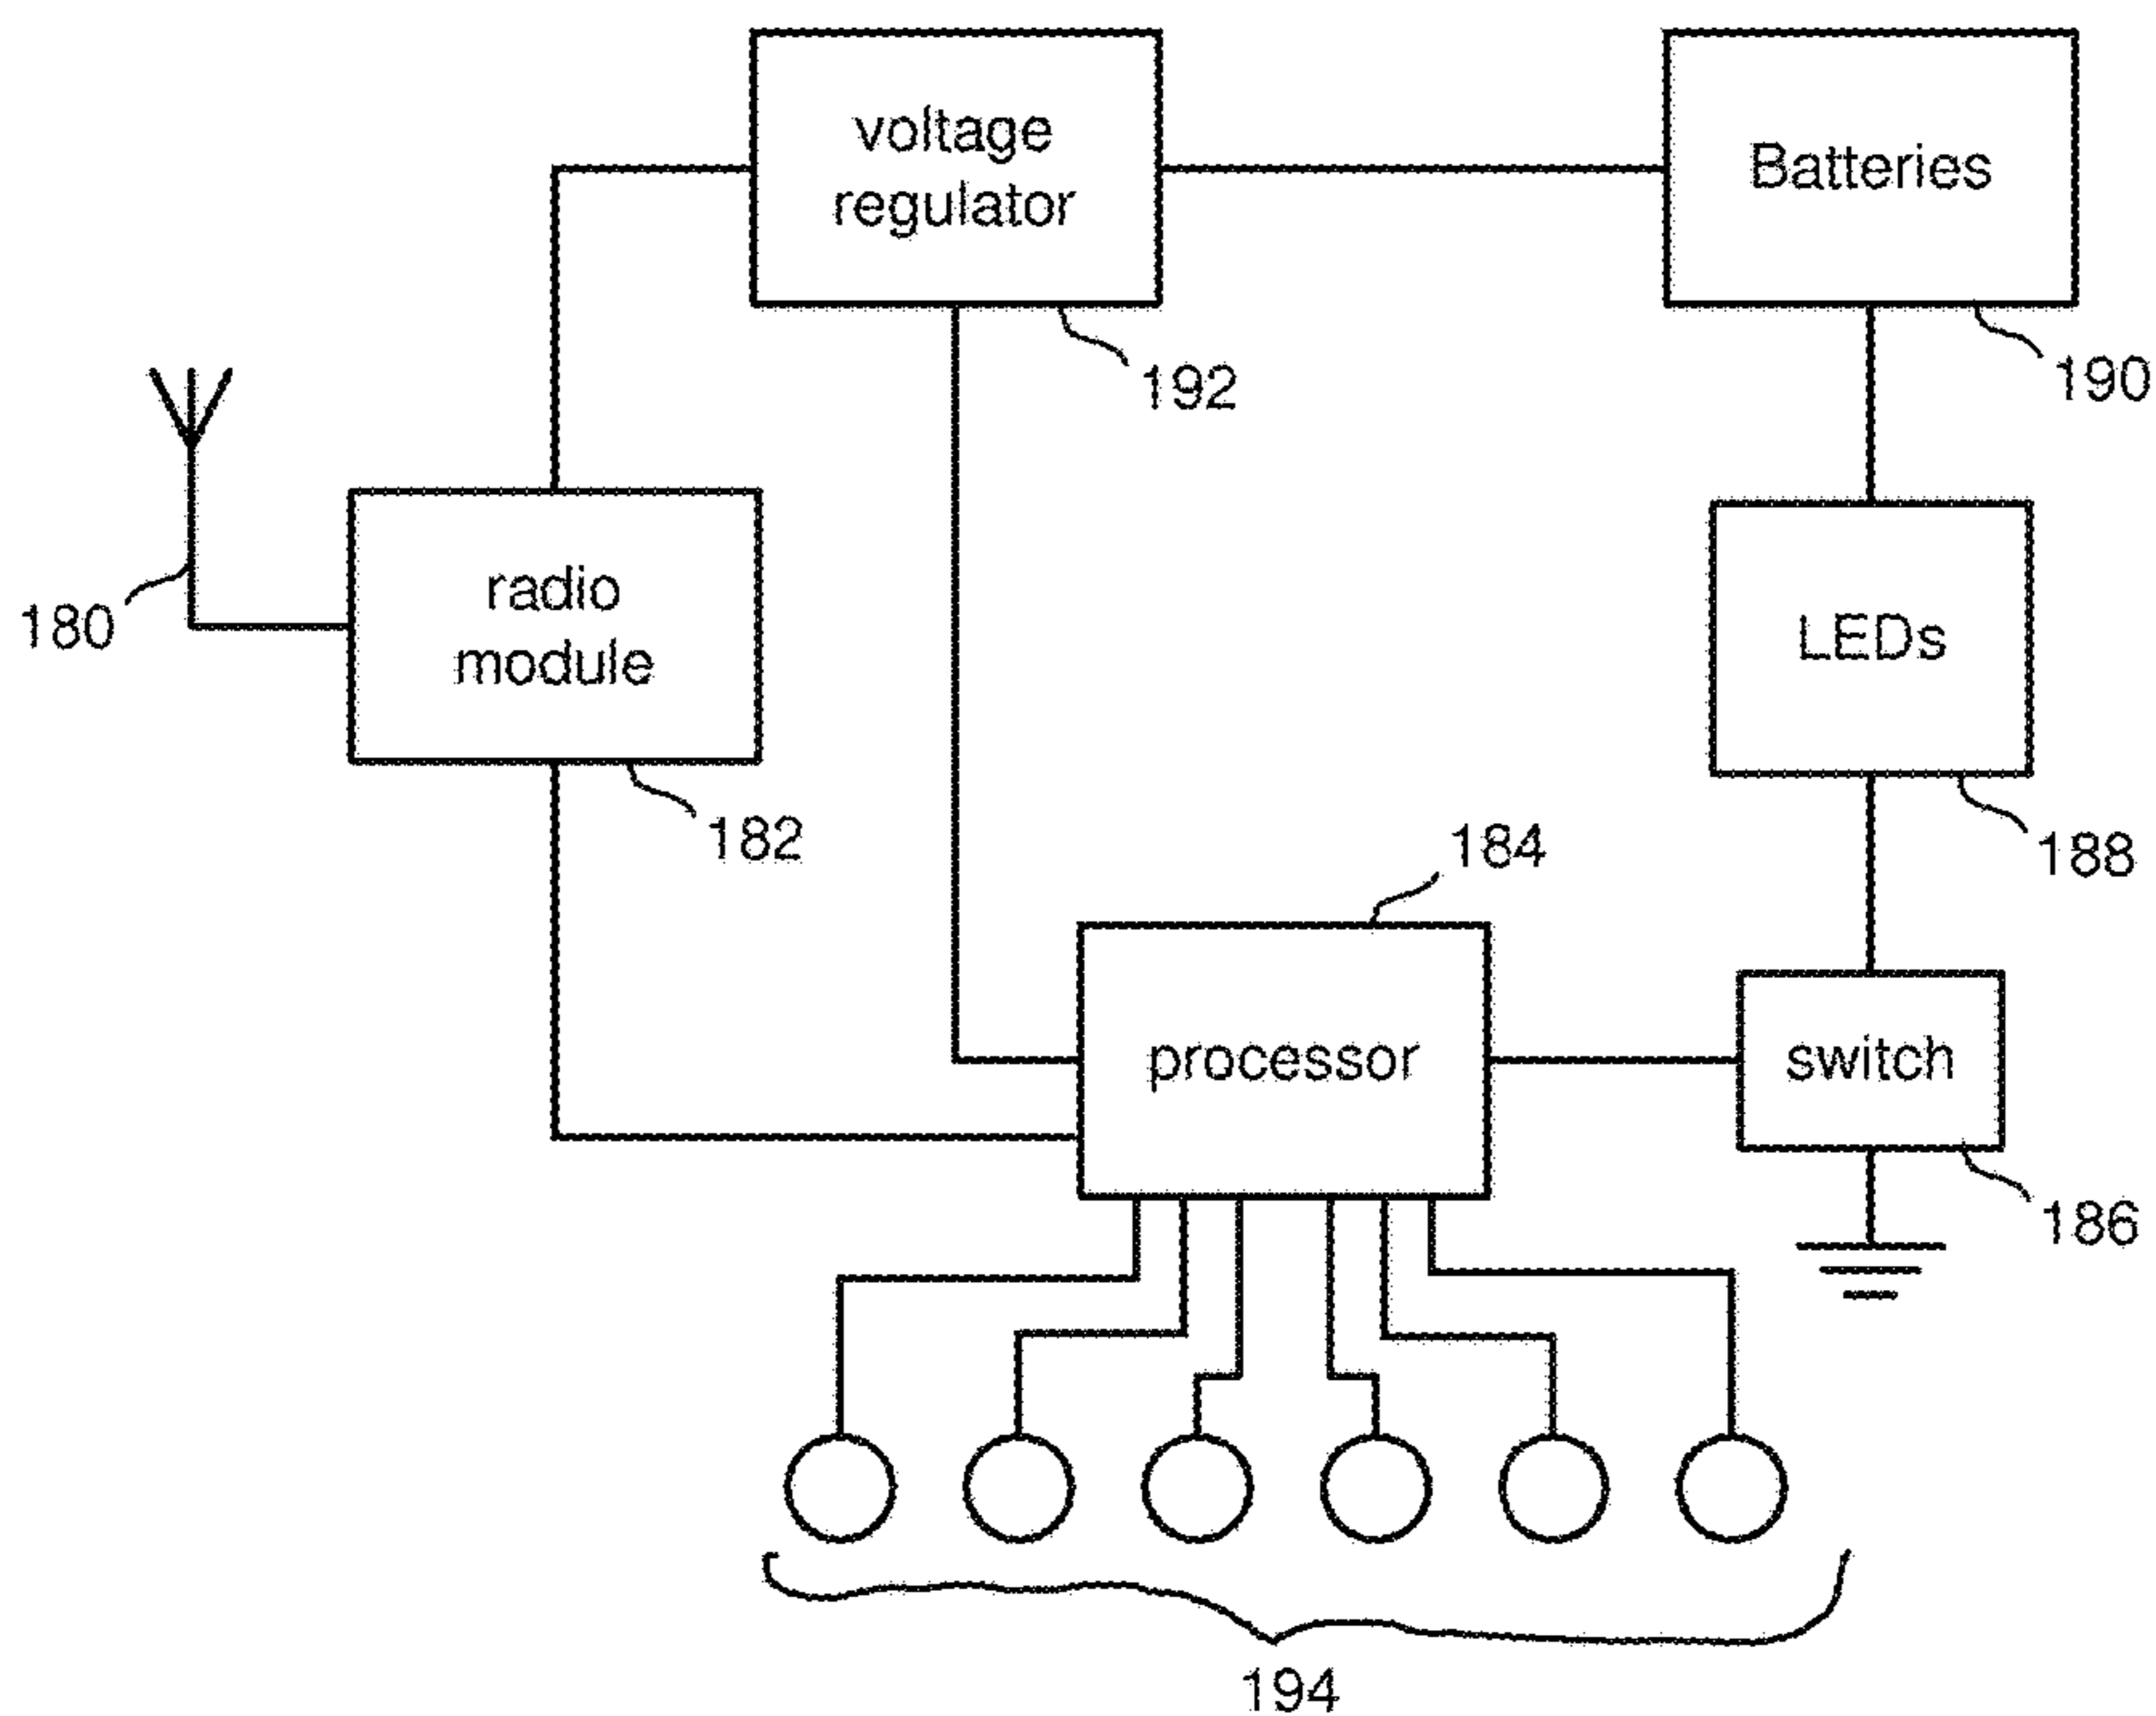 voltage
regulator
Batteries
192
190
180
radio
module
LEDs
182
184
188
processor
switch
186
194